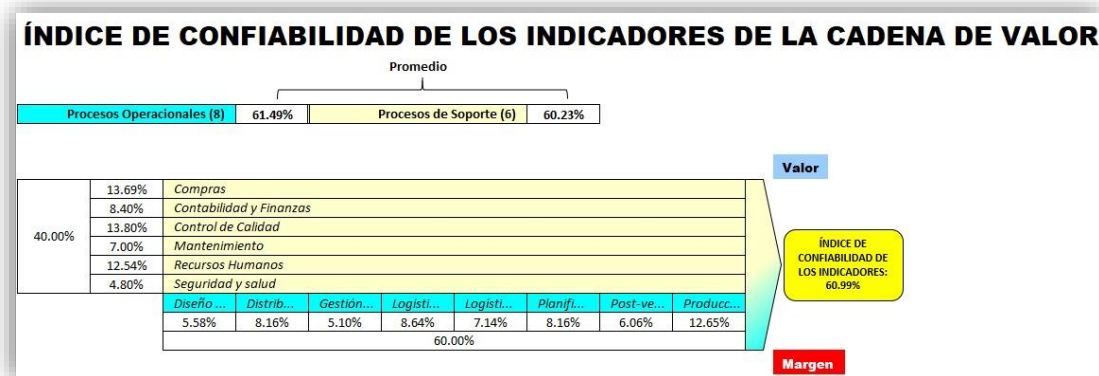 ÍNDICE DE CONFIABILIDAD DE LOS INDICADORES DE LA CADENA DE VALOR
Promedio
Procesos Operacionales (8) 61.49% Procesos de Soporte (6) 60.23%
Valor
40.00%
13.69% Compras
8.40% Contabilidad y Finanzas
13.80% Control de Calidad
7.00% Mantenimiento
12.54% Recursos Humanos
4.80% Seguridad y salud
ÍNDICE DE
CONFIABILIDAD DE
LOS INDICADORES:
60.99%
Diseño ... Distrib... Gestión... Logísti... Logísti... Planifi... Post-ve... Producc...
5.58% 8.16% 5.10% 8.64% 7.14% 8.16% 6.06% 12.65%
60.00%
Margen